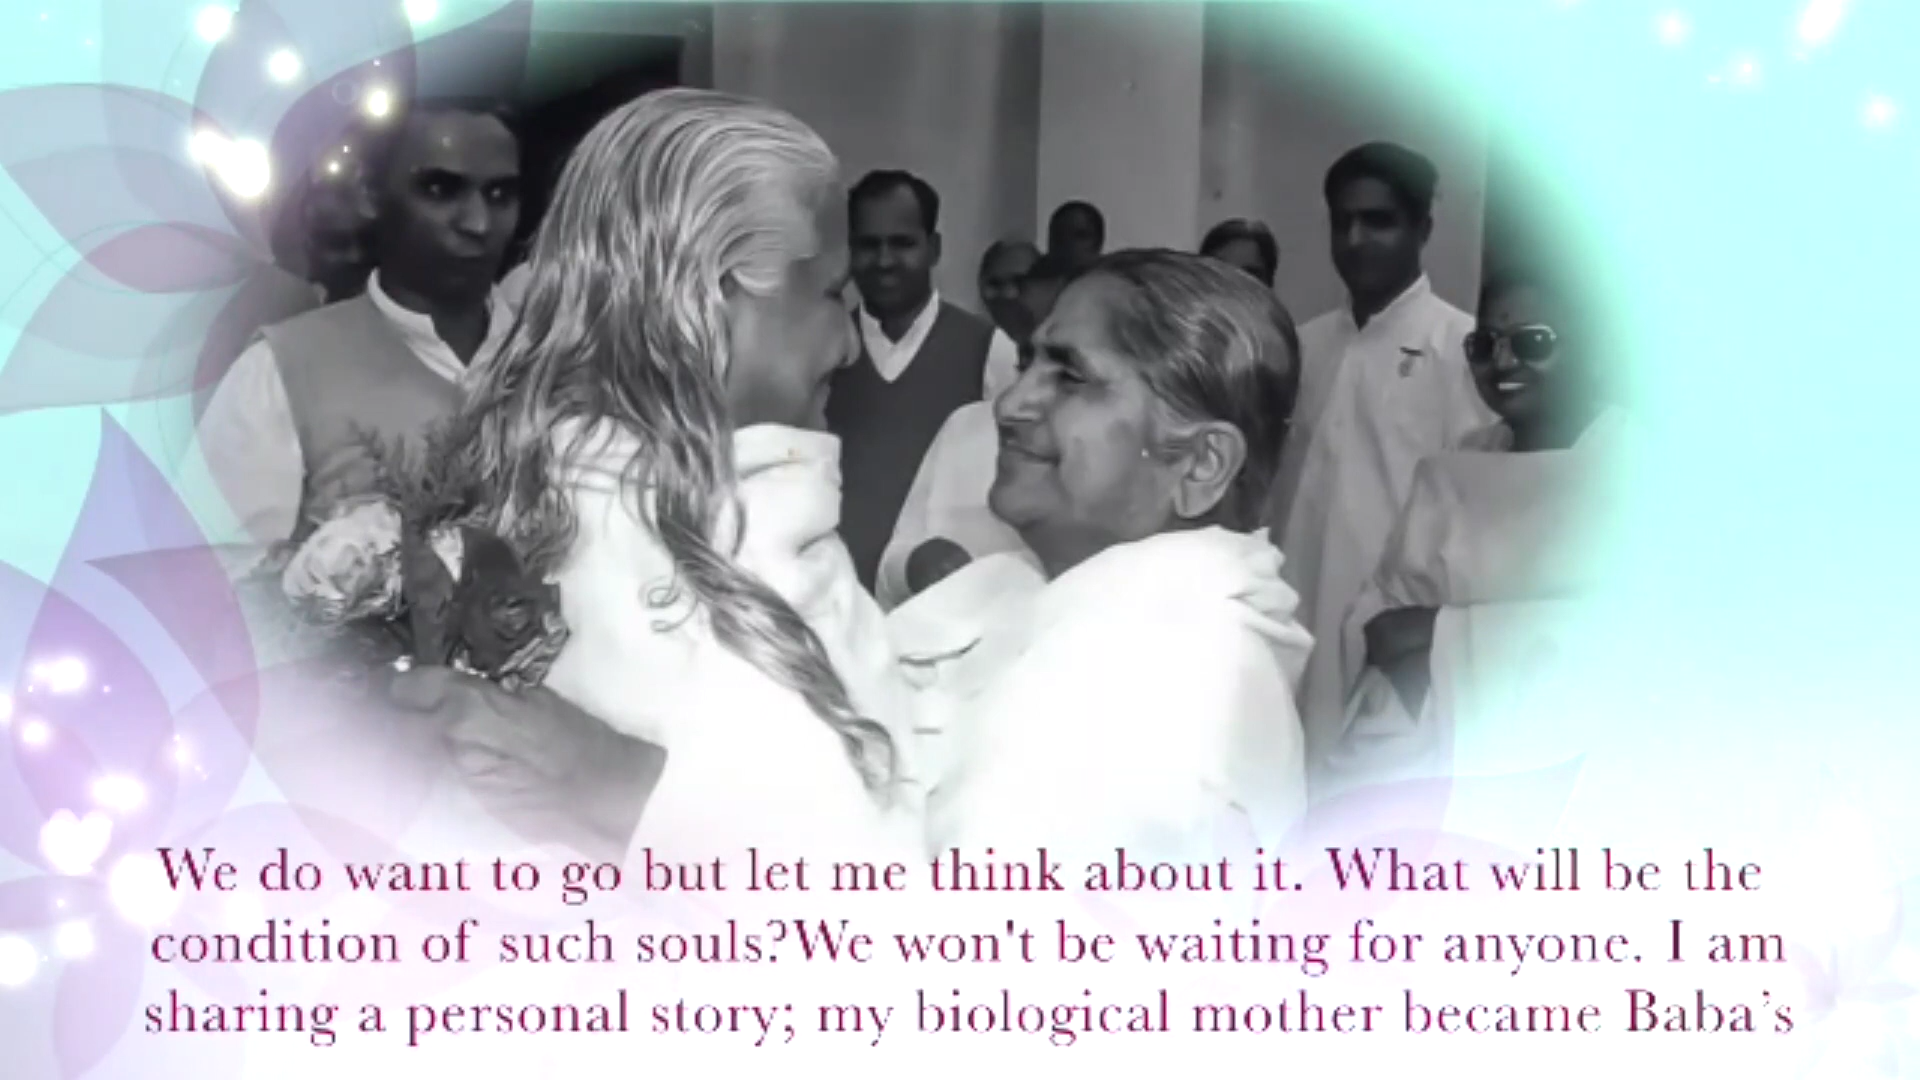 We do want to go but let me think about it. What will be the
condition of such souls?We won't be waiting for anyone. I am
sharing a personal story; my biological mother became Baba’s